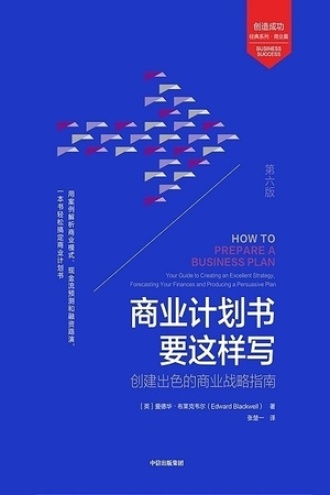 创造成功
经典系列·商业篇
BUSINESS
SUCCESS
第六版
用案例解析商业模式、现金流预测和融资路演，
一本书轻松搞定商业计划书
HOW TO
PREPARE A
BUSINESS PLAN
Your Guide to Creating an Excellent Strategy,
Forecasting Your Finances and Producing a Persuasive Plan
商业计划书
要这样写
创建出色的商业战略指南
［英］爱德华·布莱克韦尔（Edward Blackwell） 著
张楚一 译
中信出版集团